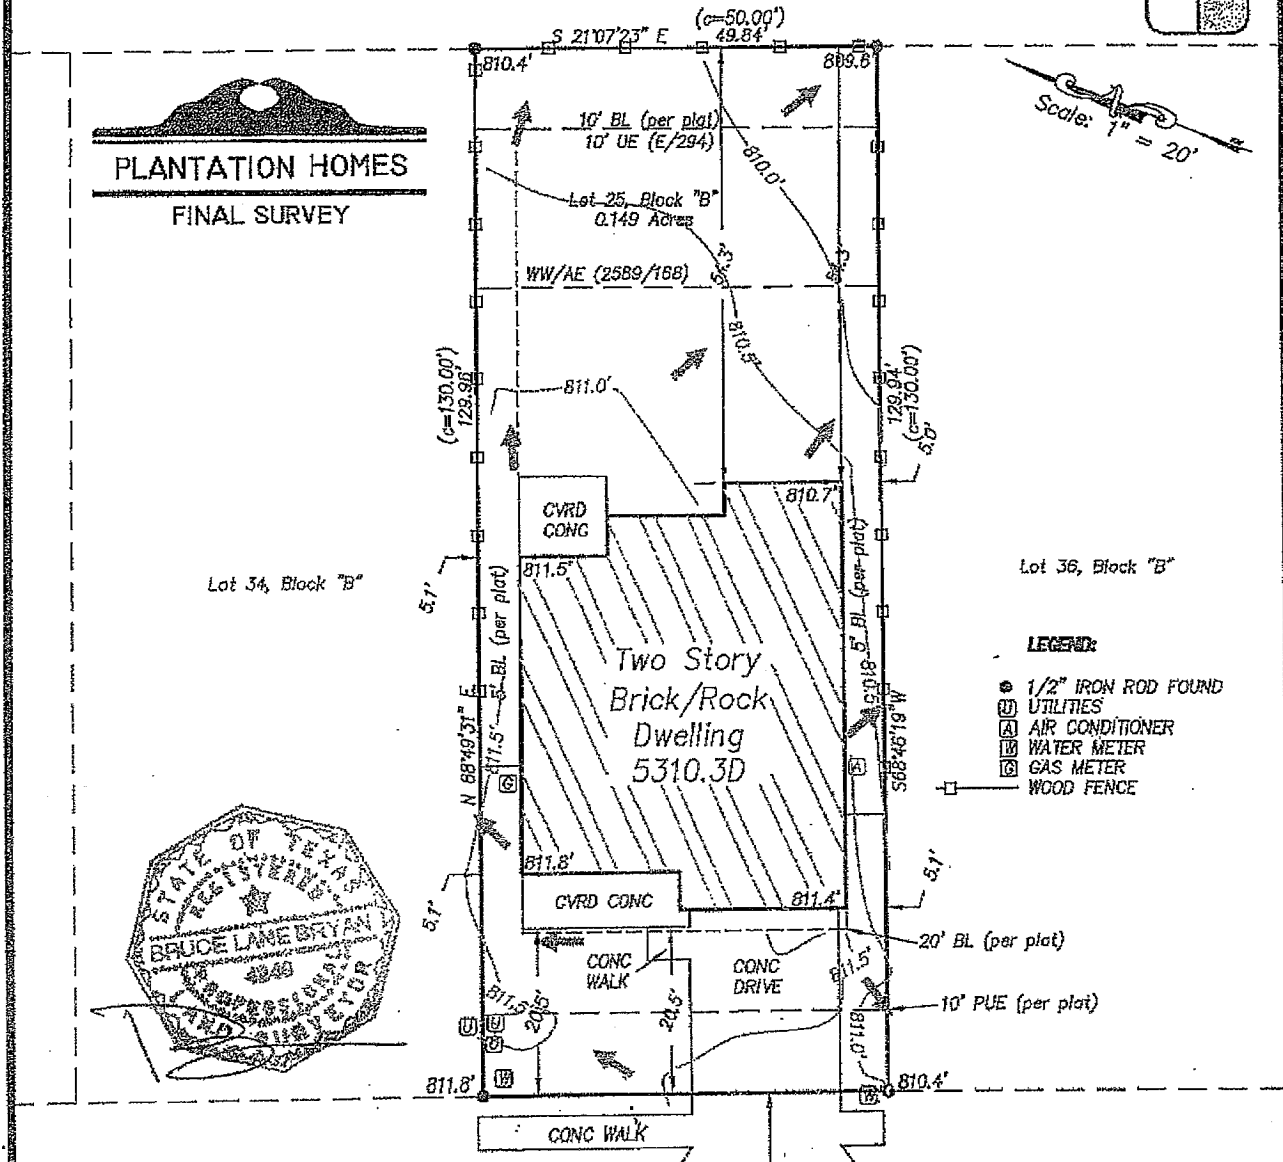 (c=50.00')
S 21°07'23" E
49.84'
810.4'
809.6'
Scale: 1" = 20'
PLANTATION HOMES
FINAL SURVEY
10' BL (per plat)
10' UE (E/294)
810.0'
Lot 25, Block "B"
0.149 Acres
WW/AE (2589/168)
810.5'
811.0'
(c=130.00')
129.96'
129.94'
(c=130.00')
5.0'
CVRD
CONC
810.7'
811.5'
5.1'
Lot 34, Block "B"
Lot 36, Block "B"
BL (per plat)
5' BL (per plat)
810.5'
Two Story
Brick/Rock
Dwelling
5310.3D
N 68°49'31" E
811.5'
S68°46'19"W
LEGEND:
1/2" IRON ROD FOUND
U UTILITIES
A AIR CONDITIONER
W WATER METER
G GAS METER
WOOD FENCE
G
A
811.8'
CVRD CONC
811.4'
5.1'
5.1'
STATE OF TEXAS
REGISTERED
BRUCE LANE BRYAN
4249
PROFESSIONAL
LAND SURVEYOR
20' BL (per plat)
CONC
WALK
CONC
DRIVE
811.5'
10' PUE (per plat)
811.5'
20.5'
20.5'
811.0'
U
U
U
W
811.8'
810.4'
W
CONC WALK